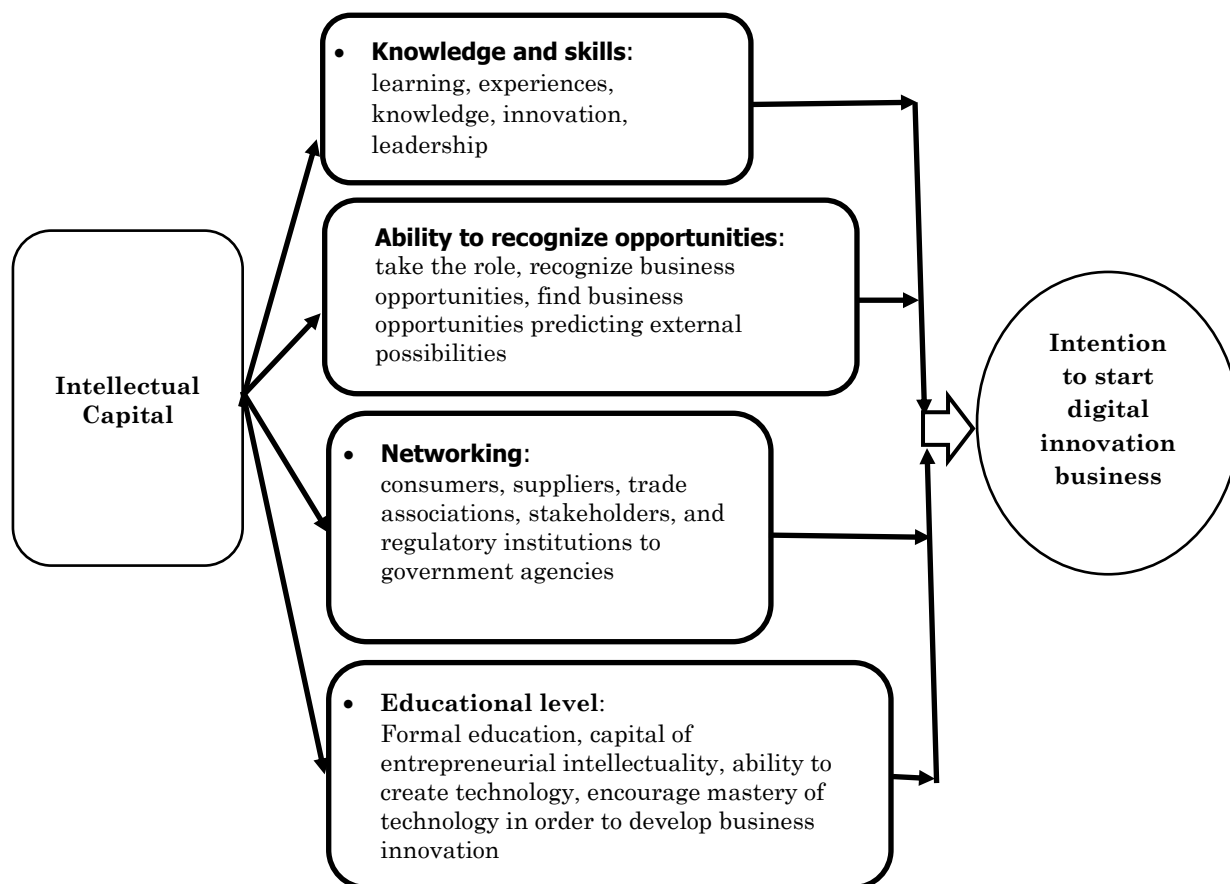 • Knowledge and skills:
learning, experiences,
knowledge, innovation,
leadership
Ability to recognize opportunities:
take the role, recognize business
opportunities, find business
opportunities predicting external
possibilities
Intellectual
Capital
Intention
to start
digital
innovation
business
• Networking:
consumers, suppliers, trade
associations, stakeholders, and
regulatory institutions to
government agencies
• Educational level:
Formal education, capital of
entrepreneurial intellectuality, ability to
create technology, encourage mastery of
technology in order to develop business
innovation